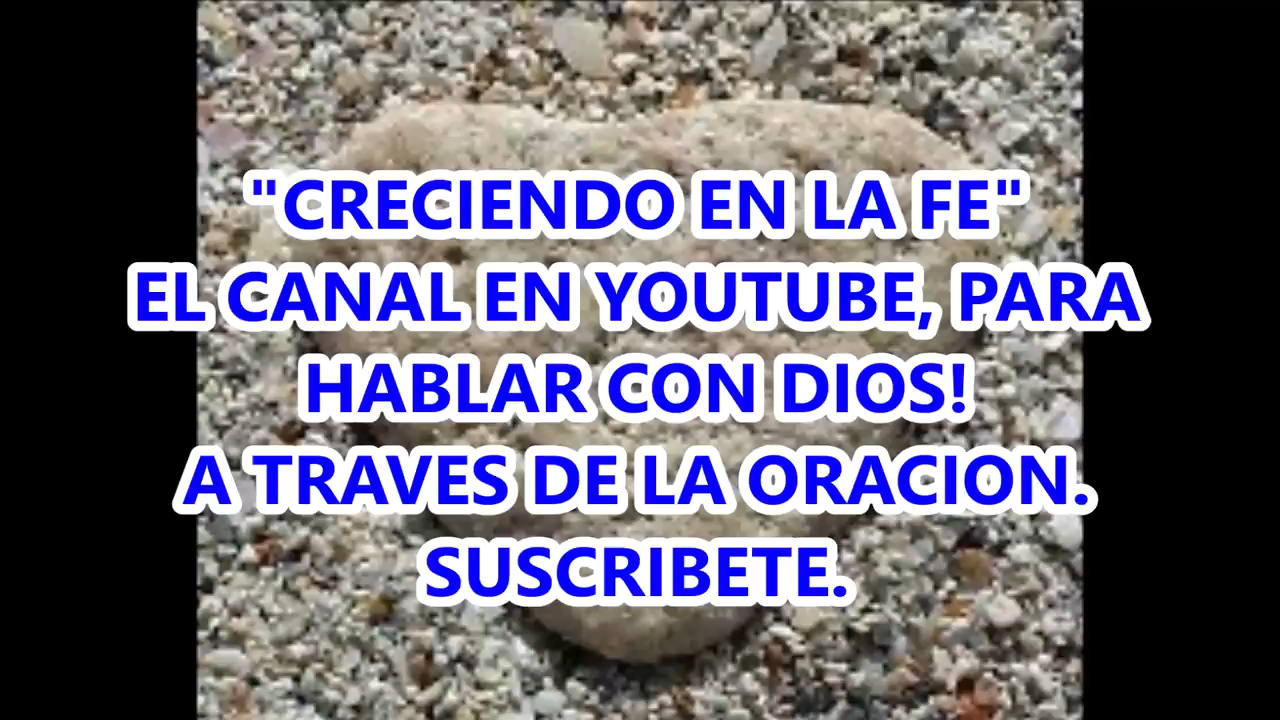 "CRECIENDO EN LA FE"
EL CANAL EN YOUTUBE, PARA
HABLAR CON DIOS!
A TRAVES DE LA ORACION.
SUSCRIBETE.